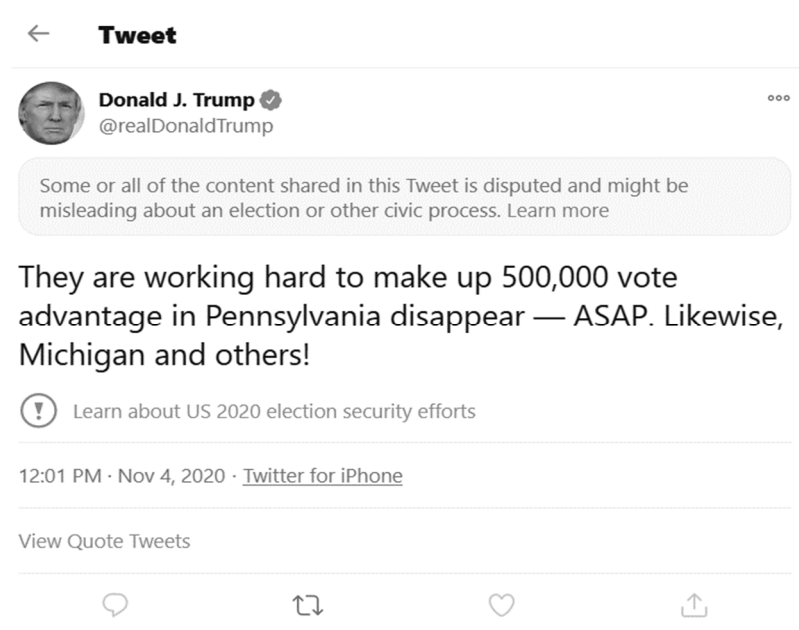 Tweet
Donald J. Trump
@realDonaldTrump
Some or all of the content shared in this Tweet is disputed and might be
misleading about an election or other civic process. Learn more
They are working hard to make up 500,000 vote
advantage in Pennsylvania disappear — ASAP. Likewise,
Michigan and others!
Learn about US 2020 election security efforts
12:01 PM · Nov 4, 2020 · Twitter for iPhone
View Quote Tweets